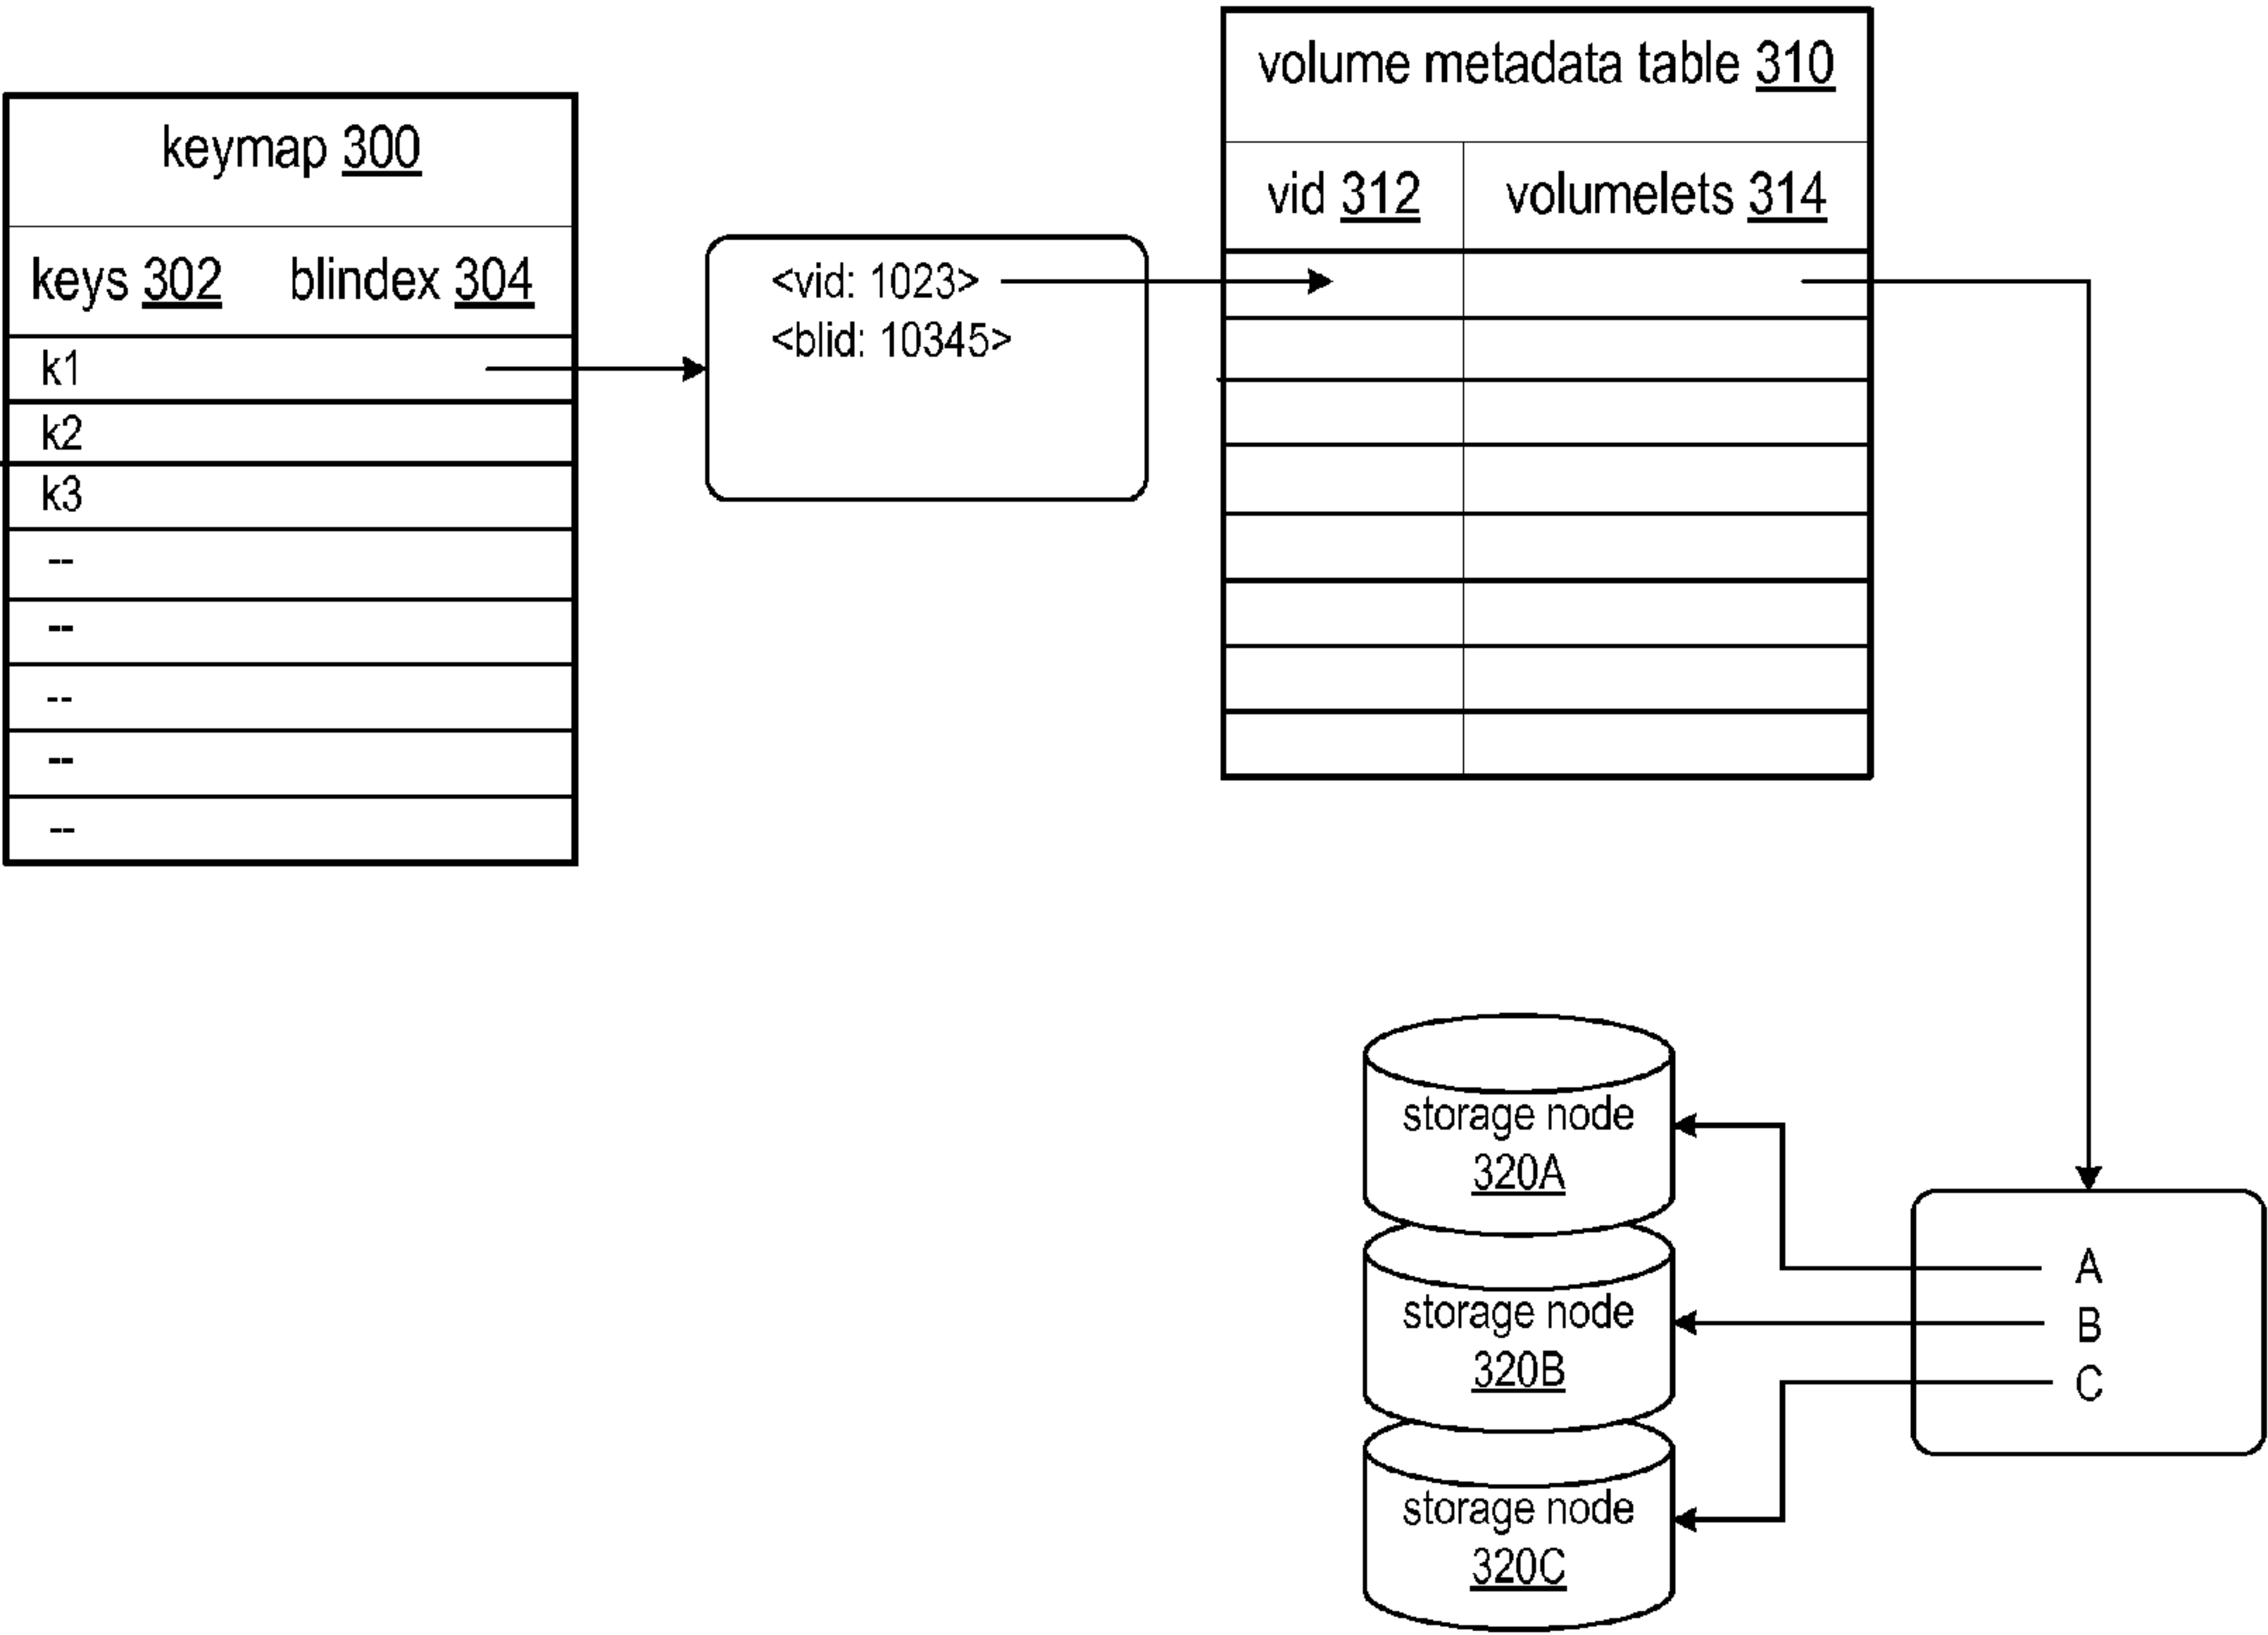 keymap 300
keys 302 blindex 304
k1
k2
k3
--
--
--
--
--
<vid: 1023>
<blid: 10345>
volume metadata table 310
vid 312 volumelets 314
storage node
320A
storage node
320B
storage node
320C
A
B
C